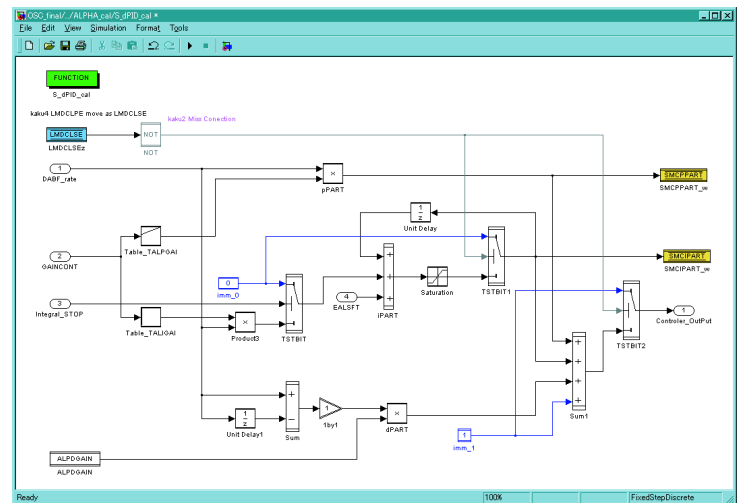 OSC_final/../ALPHA_cal/S_dPID_cal *
File Edit View Simulation Format Tools
FUNCTION
S_dPID_cal
kaku4 LMDCLPE move as LMDCLSE
kaku2 Miss Conection
LMDCLSE
NOT
LMDCLSEz
NOT
1
DABF_rate
×
pPART
SMCPPART
SMCPPART_oe
1
z
Unit Delay
2
GAINCONT
Table_TALPGAI
0
imm_0
+
+
+
iPART
Saturation
TSTBIT1
SMCIPART
SMCIPART_oe
3
Integral_STOP
4
EALSFT
Table_TALIGAI
×
Product3
TSTBIT
1
Controler_OutPut
TSTBIT2
+
+
+
+
Sum1
1
z
Unit Delay1
+
−
Sum
1
1by1
×
dPART
1
imm_1
ALPDGAIN
ALPDGAIN
Ready 100% FixedStepDiscrete